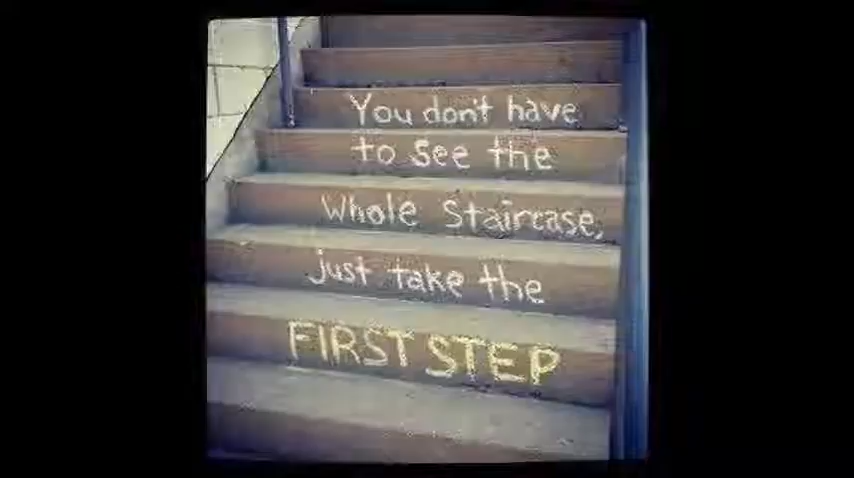 You don't have
to See the
Whole Staircase,
just take the
FIRST STEP